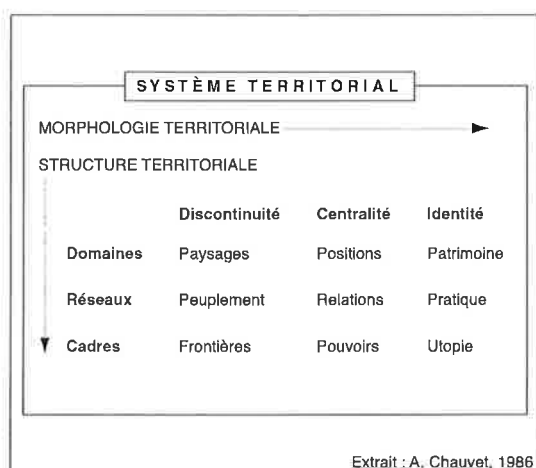 SYSTÈME TERRITORIAL
MORPHOLOGIE TERRITORIALE
STRUCTURE TERRITORIALE
Discontinuité Centralité Identité
Domaines Paysages Positions Patrimoine
Réseaux Peuplement Relations Pratique
Cadres Frontières Pouvoirs Utopie
Extrait : A. Chauvet, 1986